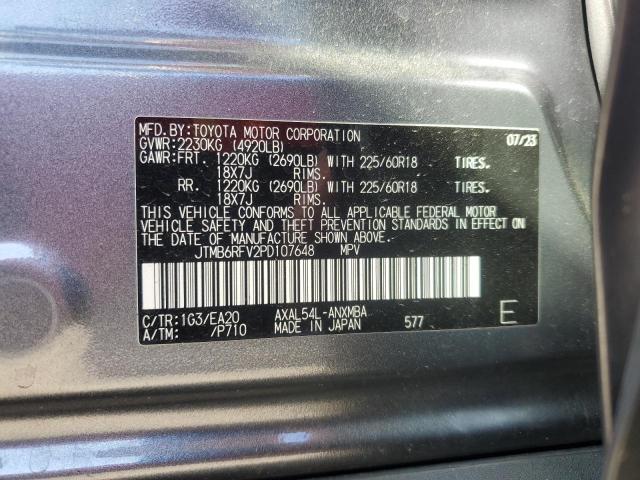 MFD.BY:TOYOTA MOTOR CORPORATION 07/23
GVWR:2230KG (4920LB)
GAWR:FRT. 1220KG (2690LB) WITH 225/60R18 TIRES.
18X7J RIMS.
RR. 1220KG (2690LB) WITH 225/60R18 TIRES.
18X7J RIMS.
THIS VEHICLE CONFORMS TO ALL APPLICABLE FEDERAL MOTOR
VEHICLE SAFETY AND THEFT PREVENTION STANDARDS IN EFFECT ON
THE DATE OF MANUFACTURE SHOWN ABOVE.
JTMB6RFV2PD107648 MPV
C/TR:1G3/EA20 AXAL54L-ANXMBA
A/TM: /P710 MADE IN JAPAN 577 E